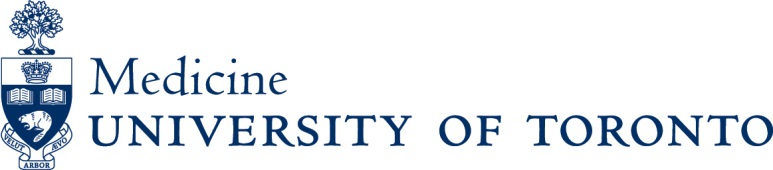 Medicine
UNIVERSITY OF TORONTO
VELUT ÆVO
ARBOR